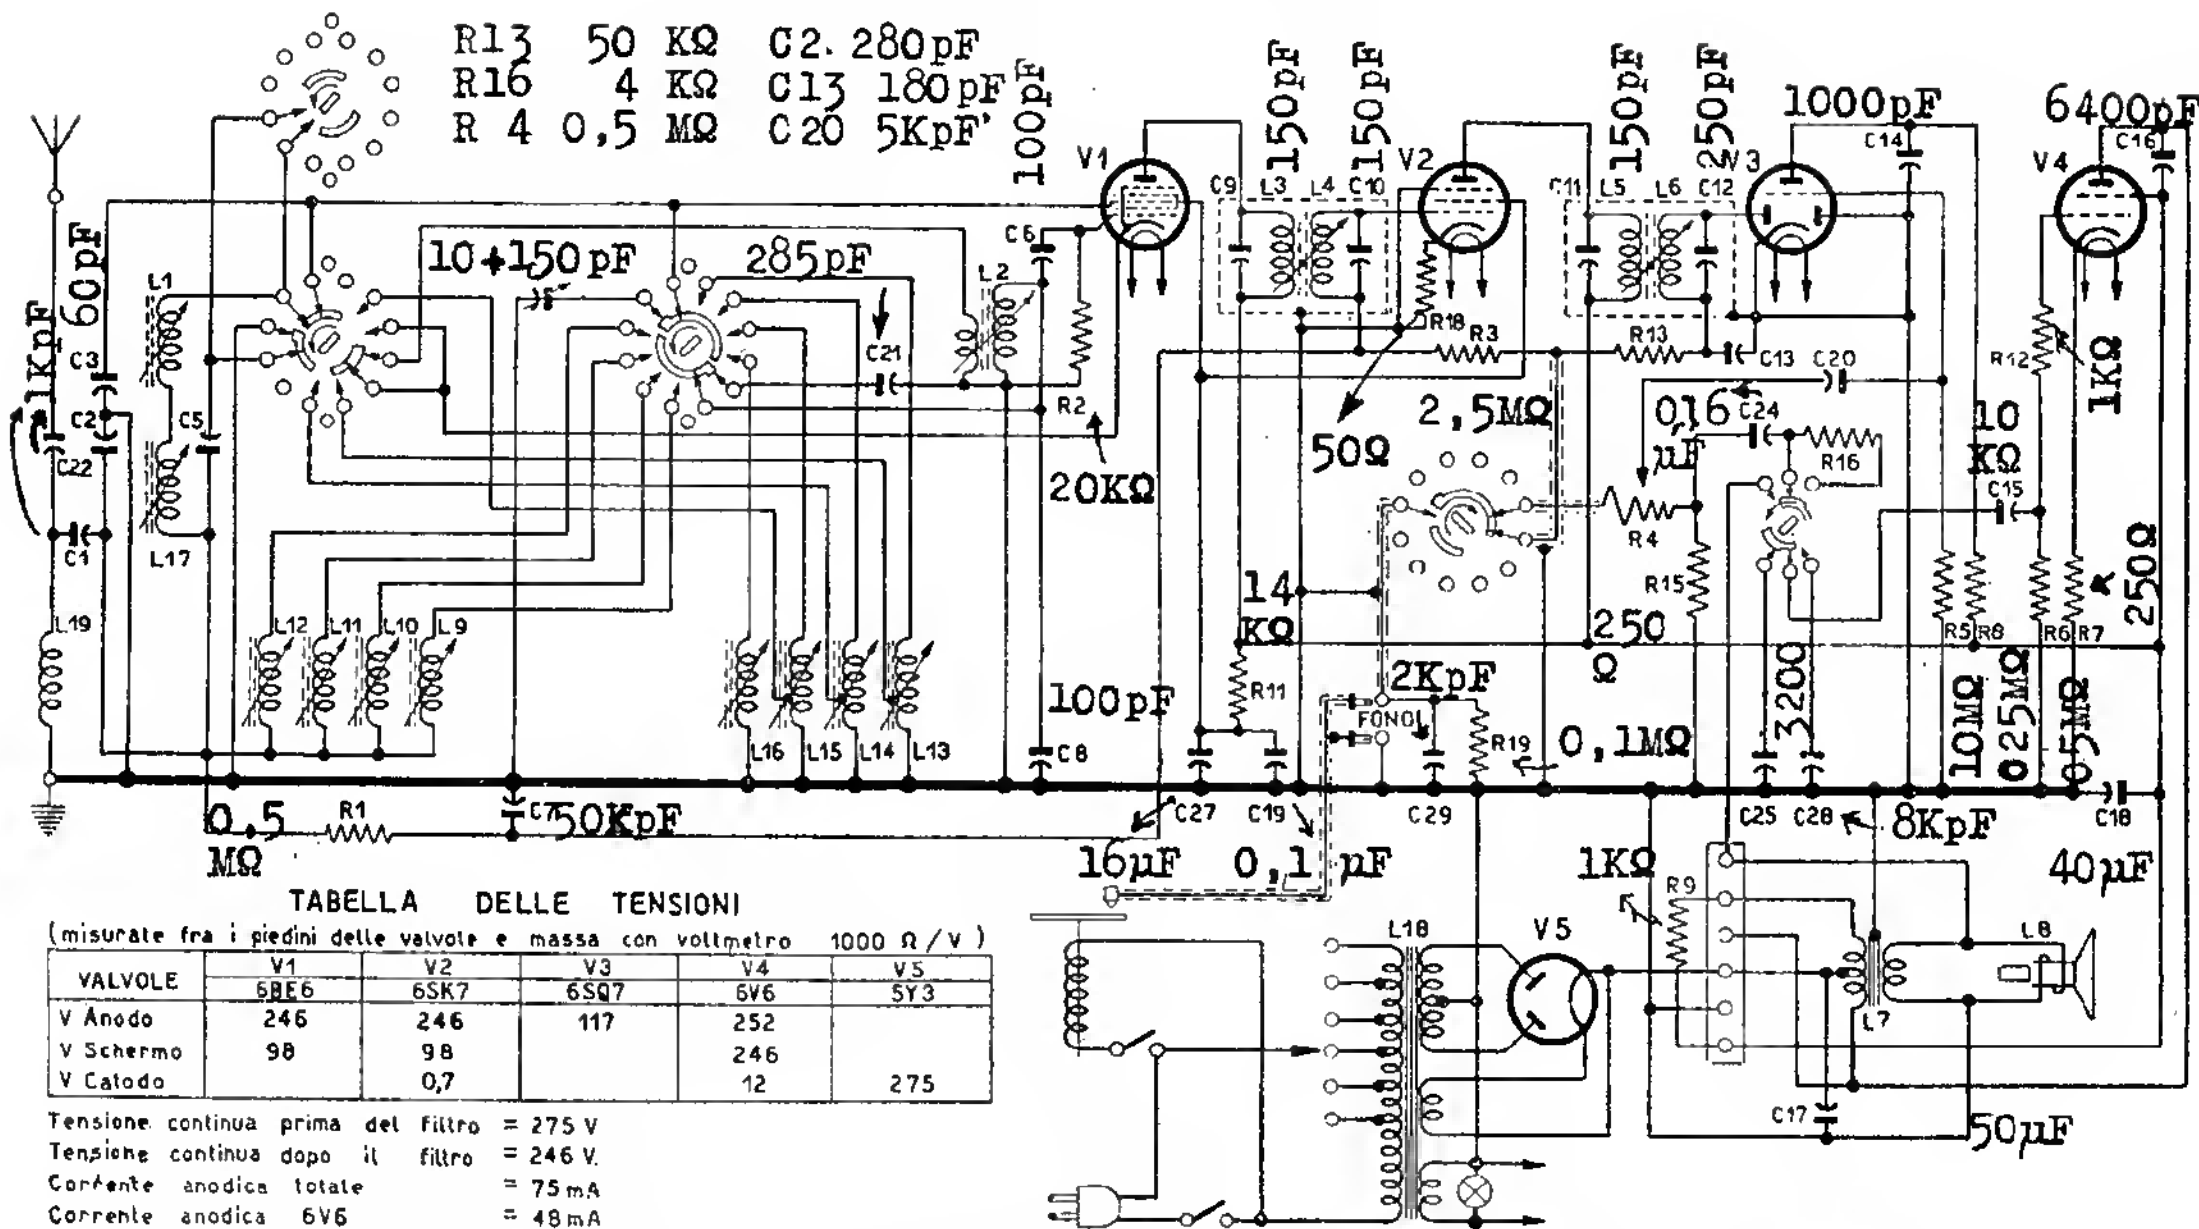 R13 50 KΩ C2. 280pF
R16 4 KΩ C13 180pF
R 4 0,5 MΩ C20 5KpF
100pF
150pF
150pF
150pF
250pF
1000pF
6400pF
V1
V2
V3
V4
C9
L3
L4
C10
C11
L5
L6
C12
C14
C16
60pF
1KpF
L1
10+150pF
285pF
C6
L2
R18
R3
R13
C13
C20
R12
1KΩ
C3
C2
C22
C5
C21
R2
20KΩ
50Ω
2,5MΩ
016 µF
C24
R16
10 KΩ
C15
C1
L17
R4
R15
14 KΩ
250 Ω
250Ω
L19
L12
L11
L10
L9
R5
R8
R6
R7
R11
2KpF
FONO
R19
0,1MΩ
3200
10MΩ
025MΩ
05MΩ
100pF
L16
L15
L14
L13
C8
0.5 MΩ
R1
C7
50KpF
C27
C19
C29
C25
C28
8KpF
C18
16µF
0,1 µF
1KΩ
R9
40µF
L18
V5
L8
L7
C17
50µF
TABELLA DELLE TENSIONI
(misurate fra i piedini delle valvole e massa con voltmetro 1000 Ω/V)
VALVOLE V1 V2 V3 V4 V5
6BE6 6SK7 6SQ7 6V6 5Y3
V Anodo 246 246 117 252
V Schermo 98 98 246
V Catodo 0,7 12 275
Tensione continua prima del filtro = 275 V
Tensione continua dopo il filtro = 246 V.
Corrente anodica totale = 75 mA
Corrente anodica 6V6 = 48mA